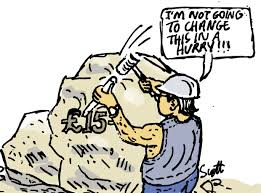 I'M NOT GOING
TO CHANGE
THIS IN A
HURRY!!!
£15
Scott